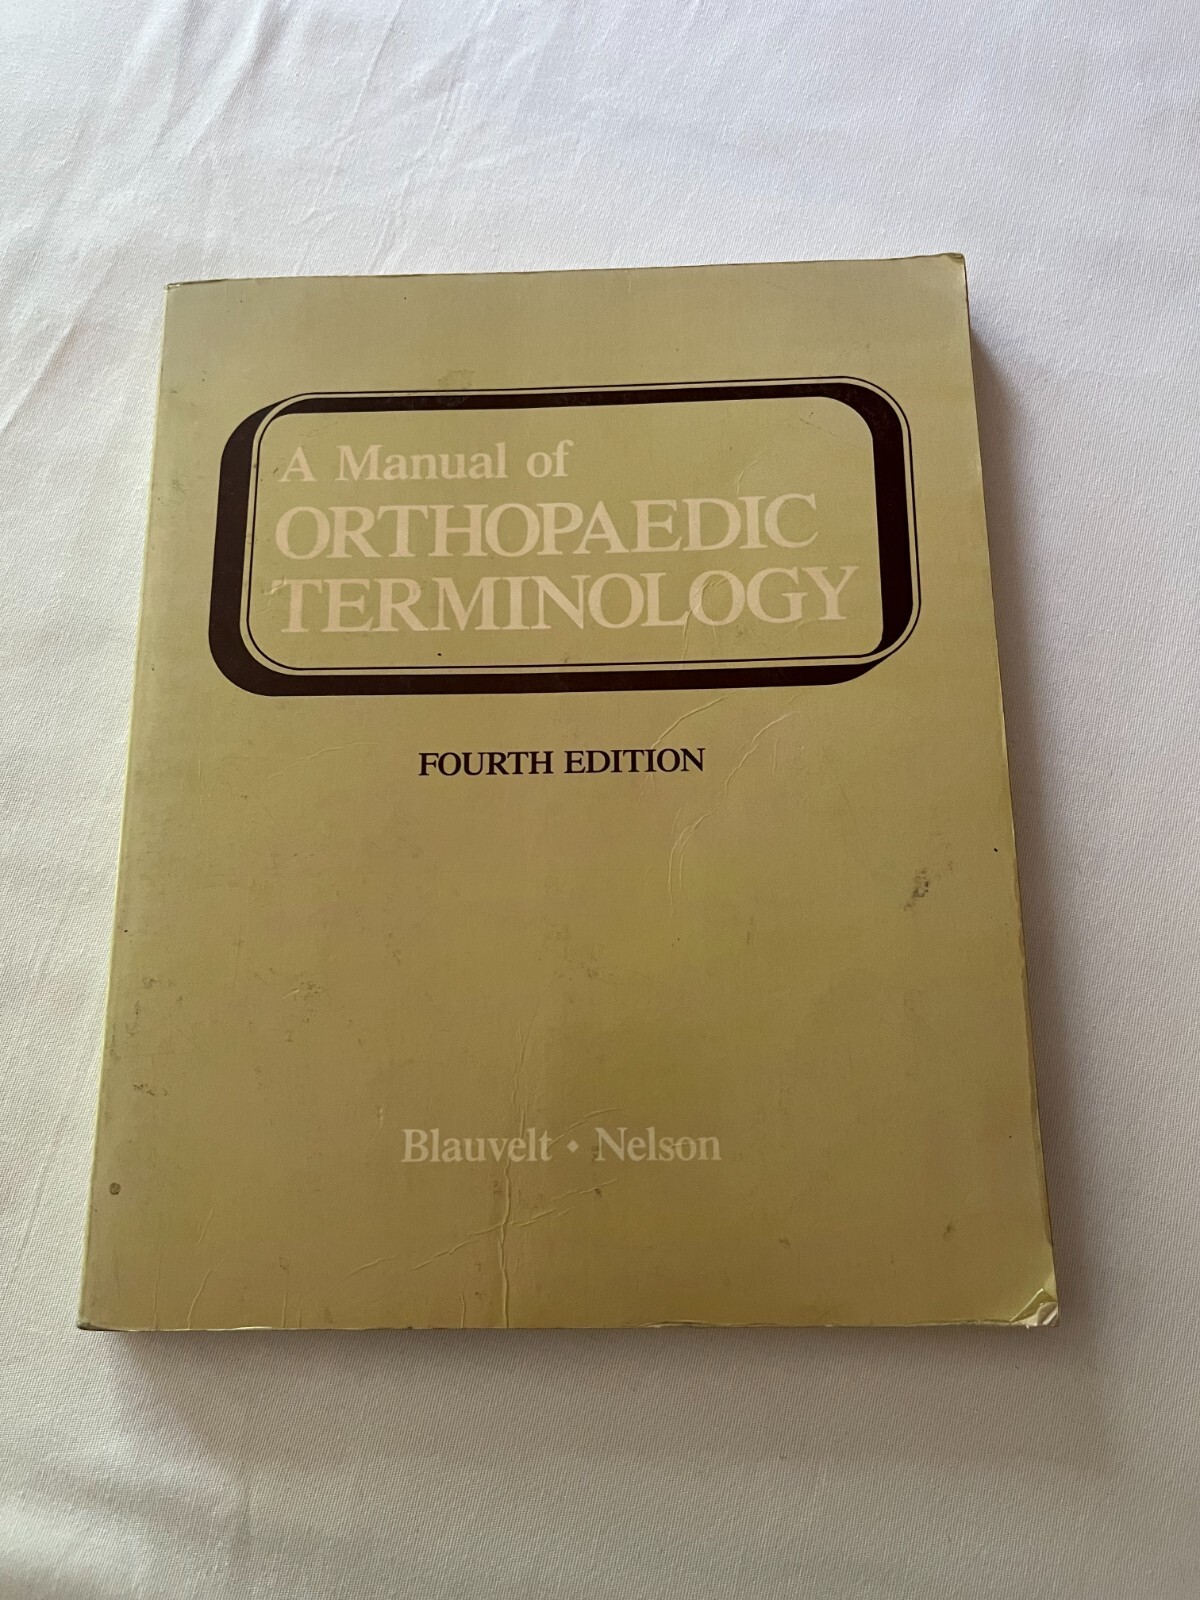 A Manual of
ORTHOPAEDIC
TERMINOLOGY
FOURTH EDITION
Blauvelt • Nelson